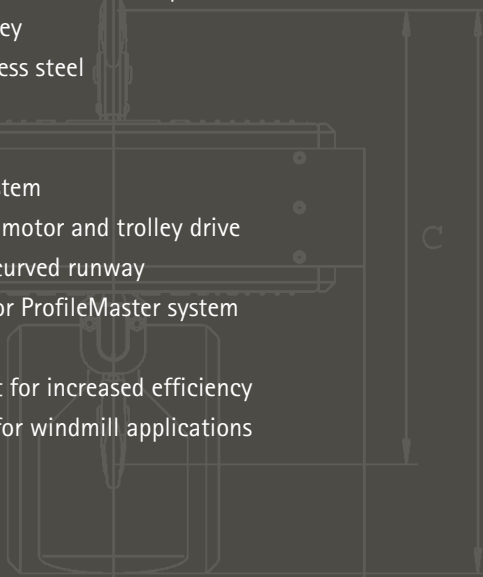 ey
ess steel
tem
motor and trolley drive
curved runway
or ProfileMaster system
t for increased efficiency
for windmill applications
C